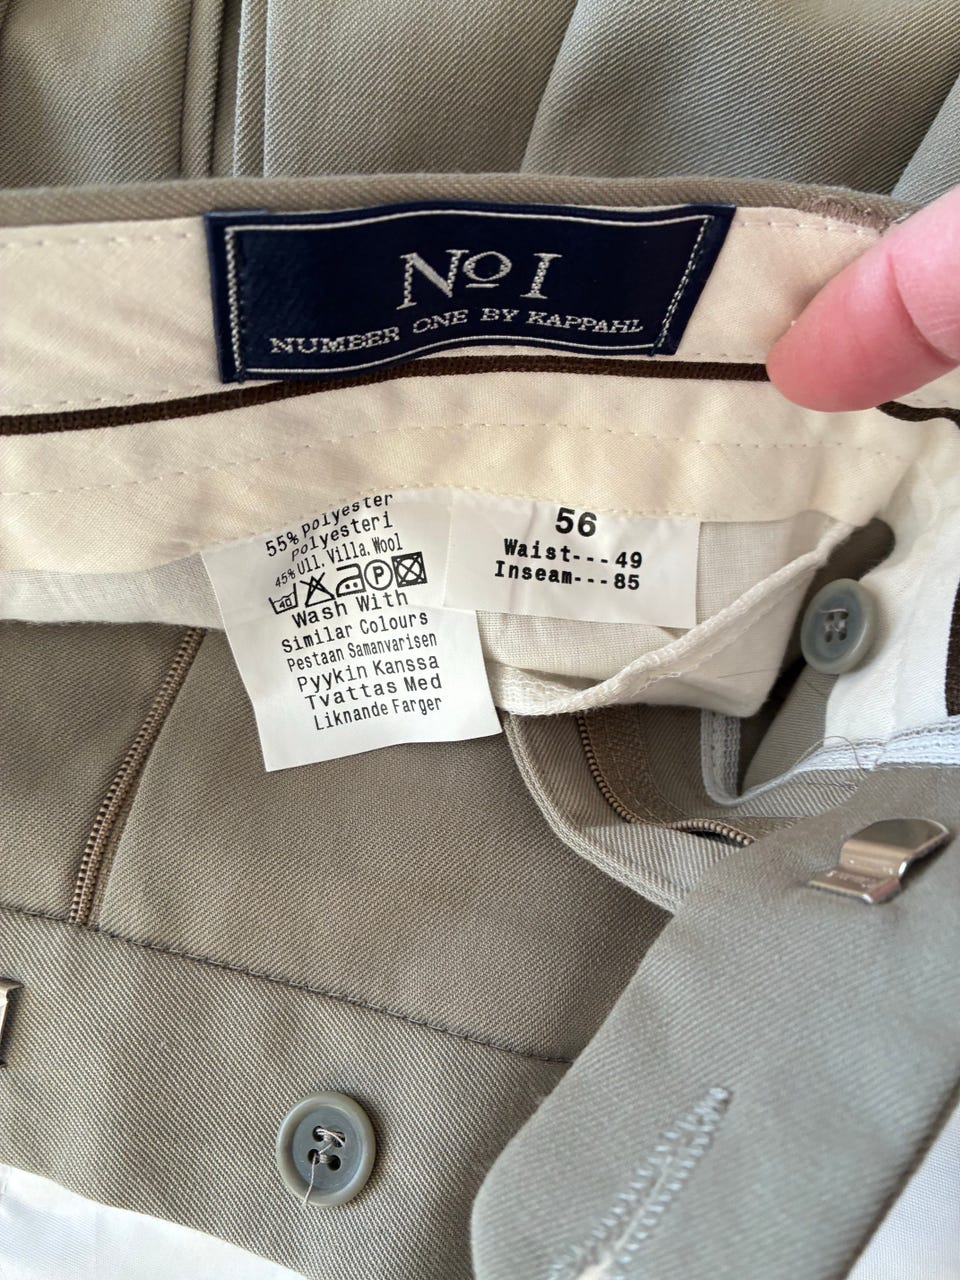 No 1
NUMBER ONE BY KAPPAHL
55% polyester
polyesteri
45% Ull. Villa. Wool
40 P
Wash With
Similar Colours
Pestaan Samanvarisen
Pyykin Kanssa
Tvattas Med
Liknande Farger
56
Waist---49
Inseam---85